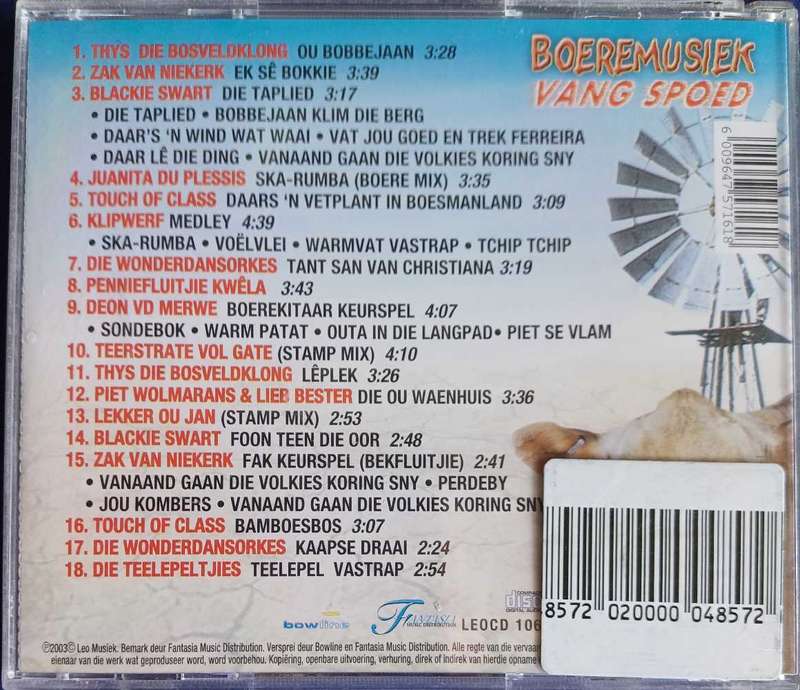 BOEREMUSIEK
VANG SPOED
1. THYS DIE BOSVELDKLONG OU BOBBEJAAN 3:28
2. ZAK VAN NIEKERK EK SÊ BOKKIE 3:39
3. BLACKIE SWART DIE TAPLIED 3:17
• DIE TAPLIED • BOBBEJAAN KLIM DIE BERG
• DAAR'S 'N WIND WAT WAAI • VAT JOU GOED EN TREK FERREIRA
• DAAR LÊ DIE DING • VANAAND GAAN DIE VOLKIES KORING SNY
4. JUANITA DU PLESSIS SKA-RUMBA (BOERE MIX) 3:35
5. TOUCH OF CLASS DAARS 'N VETPLANT IN BOESMANLAND 3:09
6. KLIPWERF MEDLEY 4:39
• SKA-RUMBA • VOËLVLEI • WARMVAT VASTRAP • TCHIP TCHIP
7. DIE WONDERDANSORKES TANT SAN VAN CHRISTIANA 3:19
8. PENNIEFLUITJIE KWÊLA 3:43
9. DEON VD MERWE BOEREKITAAR KEURSPEL 4:07
• SONDEBOK • WARM PATAT • OUTA IN DIE LANGPAD• PIET SE VLAM
10. TEERSTRATE VOL GATE (STAMP MIX) 4:10
11. THYS DIE BOSVELDKLONG LÊPLEK 3:26
12. PIET WOLMARANS & LIEB BESTER DIE OU WAENHUIS 3:36
13. LEKKER OU JAN (STAMP MIX) 2:53
14. BLACKIE SWART FOON TEEN DIE OOR 2:48
15. ZAK VAN NIEKERK FAK KEURSPEL (BEKFLUITJIE) 2:41
• VANAAND GAAN DIE VOLKIES KORING SNY • PERDEBY
• JOU KOMBERS • VANAAND GAAN DIE VOLKIES KORING SNY
16. TOUCH OF CLASS BAMBOESBOS 3:07
17. DIE WONDERDANSORKES KAAPSE DRAAI 2:24
18. DIE TEELEPELTJIES TEELEPEL VASTRAP 2:54
6 009647 571618
8572 020000 048572
bowline
FANTASIA
MUSIC DISTRIBUTION
LEOCD 106
℗2003© Leo Musiek. Bemark deur Fantasia Music Distribution. Versprei deur Bowline en Fantasia Music Distribution. Alle regte van die
einaar van die werk wat geproduseer word, word voorbehou. Kopiëring, openbare uitvoering, verhuring, direk of indirek van hierdie